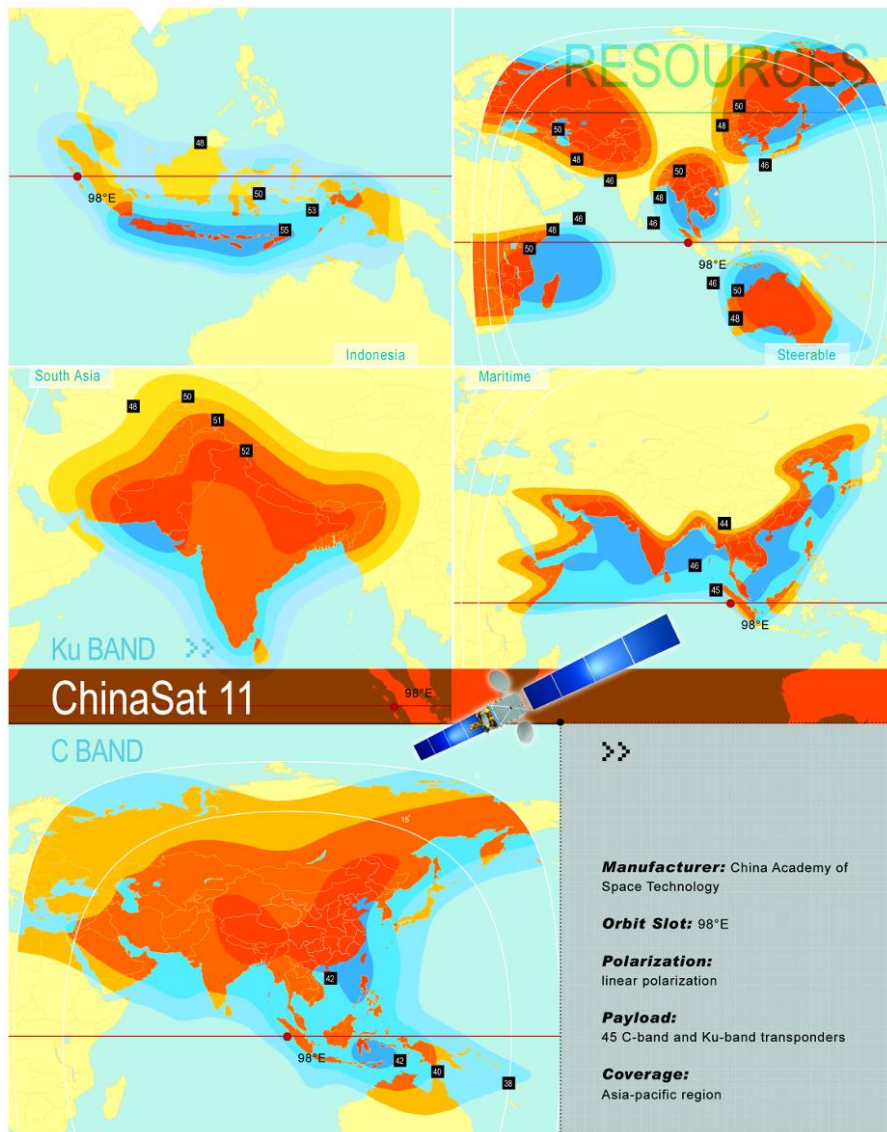 RESOURCES
48
50
53
55
98°E
Indonesia
50
50
48
50
48
46
46
50
48
46
46
48
50
98°E
46
50
48
Steerable
South Asia
48
50
51
52
Maritime
44
46
45
98°E
Ku BAND
ChinaSat 11
98°E
C BAND
15°
42
98°E
42
40
38
Manufacturer: China Academy of
Space Technology
Orbit Slot: 98°E
Polarization:
linear polarization
Payload:
45 C-band and Ku-band transponders
Coverage:
Asia-pacific region